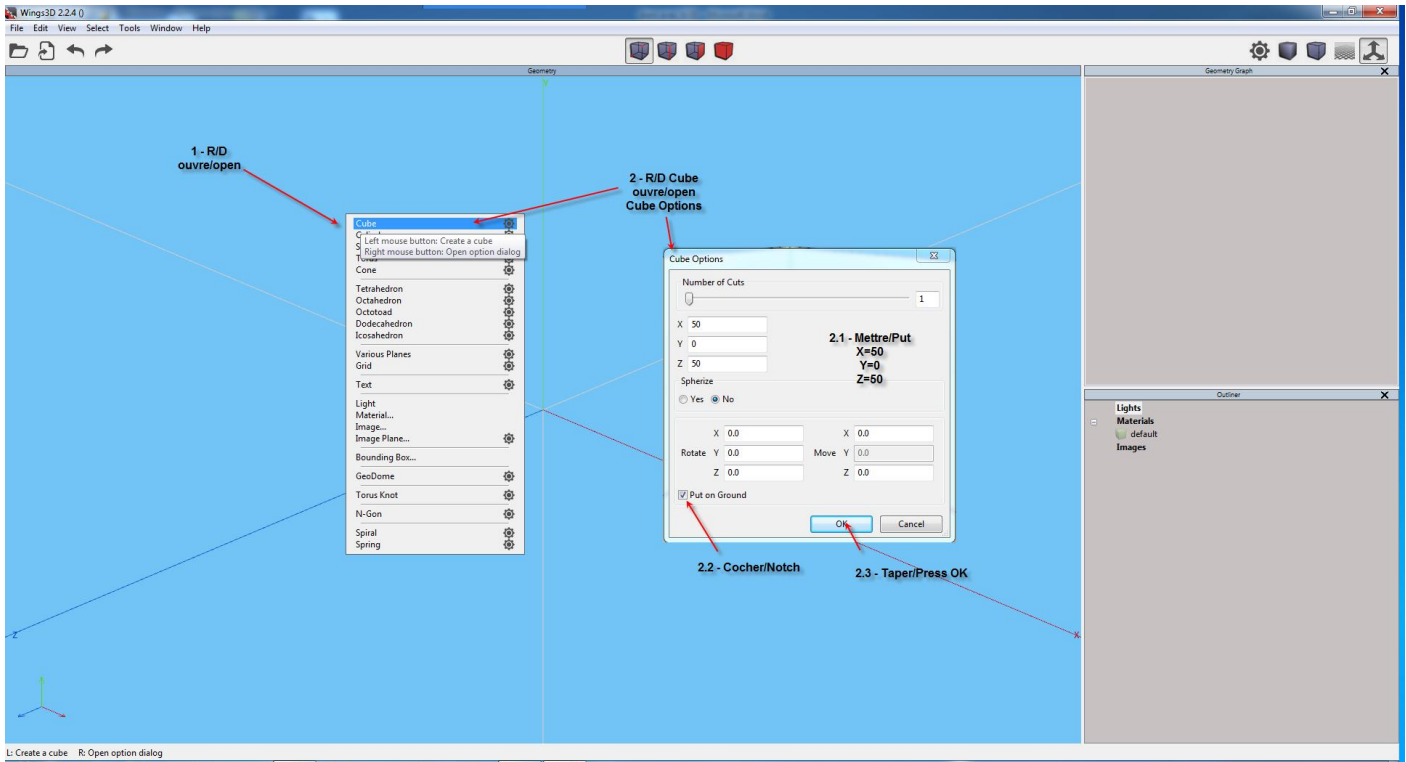 Wings3D 2.2.4 ()
File Edit View Select Tools Window Help
Geometry
Geometry Graph
Y
1 - R/D
ouvre/open
2 - R/D Cube
ouvre/open
Cube Options
Cube
Left mouse button: Create a cube
Right mouse button: Open option dialog
Cone
Tetrahedron
Octahedron
Octotoad
Dodecahedron
Icosahedron
Various Planes
Grid
Text
Light
Material...
Image...
Image Plane...
Bounding Box...
GeoDome
Torus Knot
N-Gon
Spiral
Spring
Cube Options
Number of Cuts
1
X 50
Y 0
Z 50
2.1 - Mettre/Put
X=50
Y=0
Z=50
Spherize
Yes No
X 0.0 X 0.0
Rotate Y 0.0 Move Y 0.0
Z 0.0 Z 0.0
Put on Ground
OK Cancel
2.2 - Cocher/Notch
2.3 - Taper/Press OK
Z
X
Outliner
Lights
Materials
default
Images
L: Create a cube R: Open option dialog